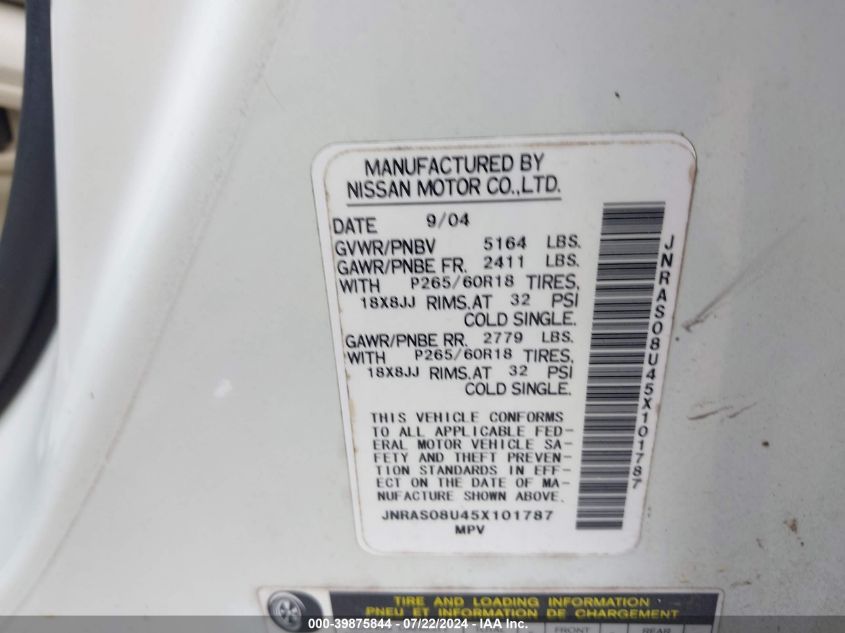 MANUFACTURED BY
NISSAN MOTOR CO.,LTD.
DATE 9/04
GVWR/PNBV 5164 LBS.
GAWR/PNBE FR. 2411 LBS.
WITH P265/60R18 TIRES,
18X8JJ RIMS,AT 32 PSI
COLD SINGLE.
GAWR/PNBE RR. 2779 LBS.
WITH P265/60R18 TIRES,
18X8JJ RIMS,AT 32 PSI
COLD SINGLE.
THIS VEHICLE CONFORMS
TO ALL APPLICABLE FED-
ERAL MOTOR VEHICLE SA-
FETY AND THEFT PREVEN-
TION STANDARDS IN EFF-
ECT ON THE DATE OF MA-
NUFACTURE SHOWN ABOVE.
JNRAS08U45X101787
MPV
JNRAS08U45X101787
TIRE AND LOADING INFORMATION
PNEU ET INFORMATION DE CHARGEMENT
FRONT REAR
000-39875844 - 07/22/2024 - IAAI.com